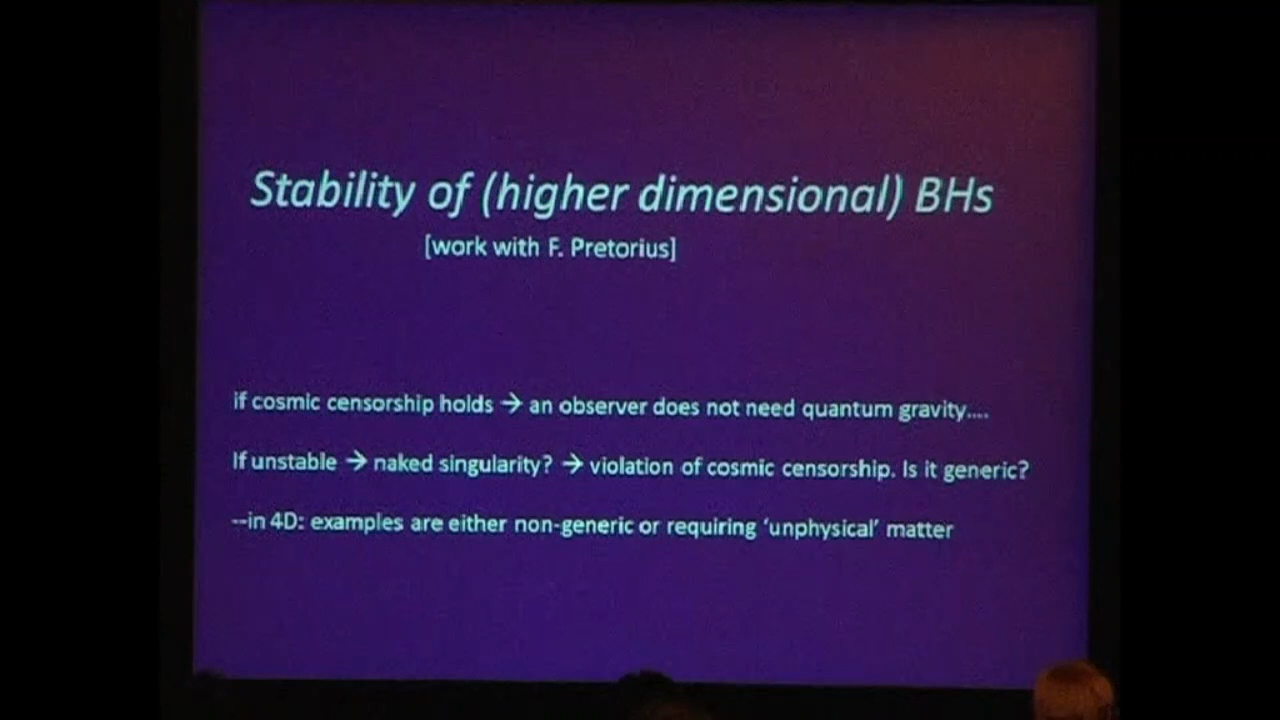 Stability of (higher dimensional) BHs
[work with F. Pretorius]
if cosmic censorship holds → an observer does not need quantum gravity....
If unstable → naked singularity? → violation of cosmic censorship. Is it generic?
--in 4D: examples are either non-generic or requiring ‘unphysical’ matter